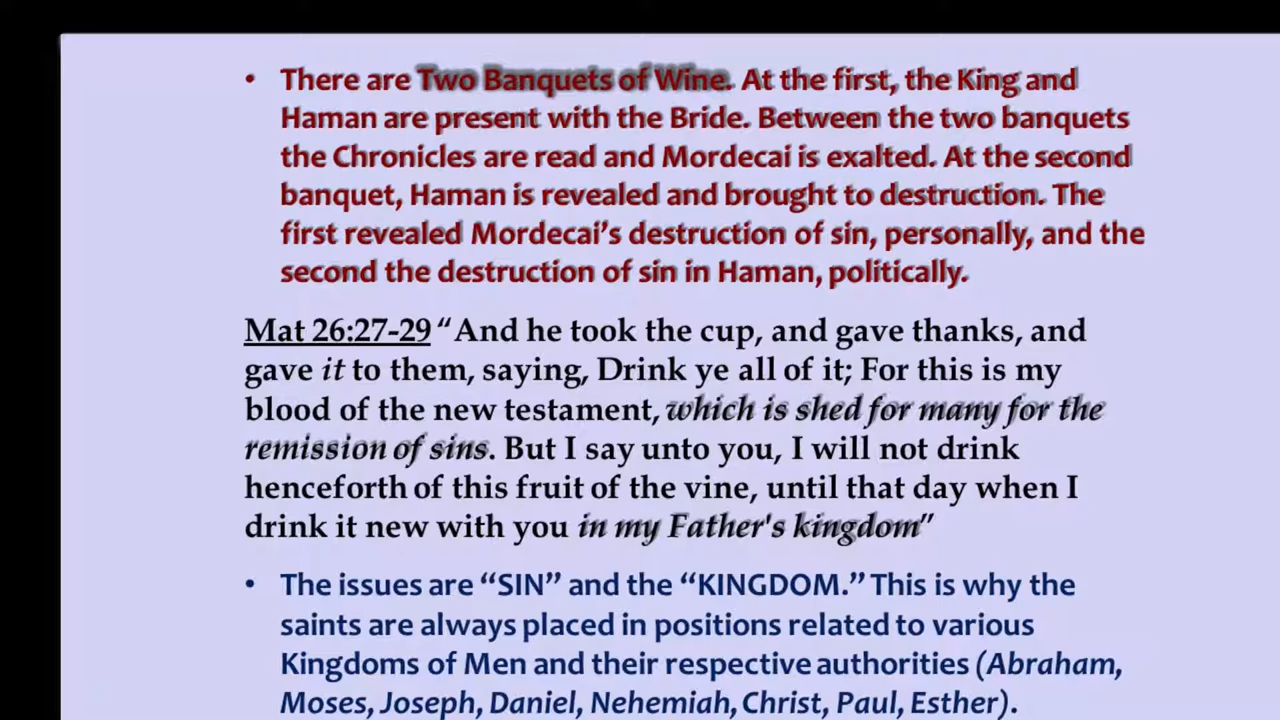 • There are Two Banquets of Wine. At the first, the King and
Haman are present with the Bride. Between the two banquets
the Chronicles are read and Mordecai is exalted. At the second
banquet, Haman is revealed and brought to destruction. The
first revealed Mordecai’s destruction of sin, personally, and the
second the destruction of sin in Haman, politically.
Mat 26:27-29 “And he took the cup, and gave thanks, and
gave it to them, saying, Drink ye all of it; For this is my
blood of the new testament, which is shed for many for the
remission of sins. But I say unto you, I will not drink
henceforth of this fruit of the vine, until that day when I
drink it new with you in my Father's kingdom”
• The issues are “SIN” and the “KINGDOM.” This is why the
saints are always placed in positions related to various
Kingdoms of Men and their respective authorities (Abraham,
Moses, Joseph, Daniel, Nehemiah, Christ, Paul, Esther).